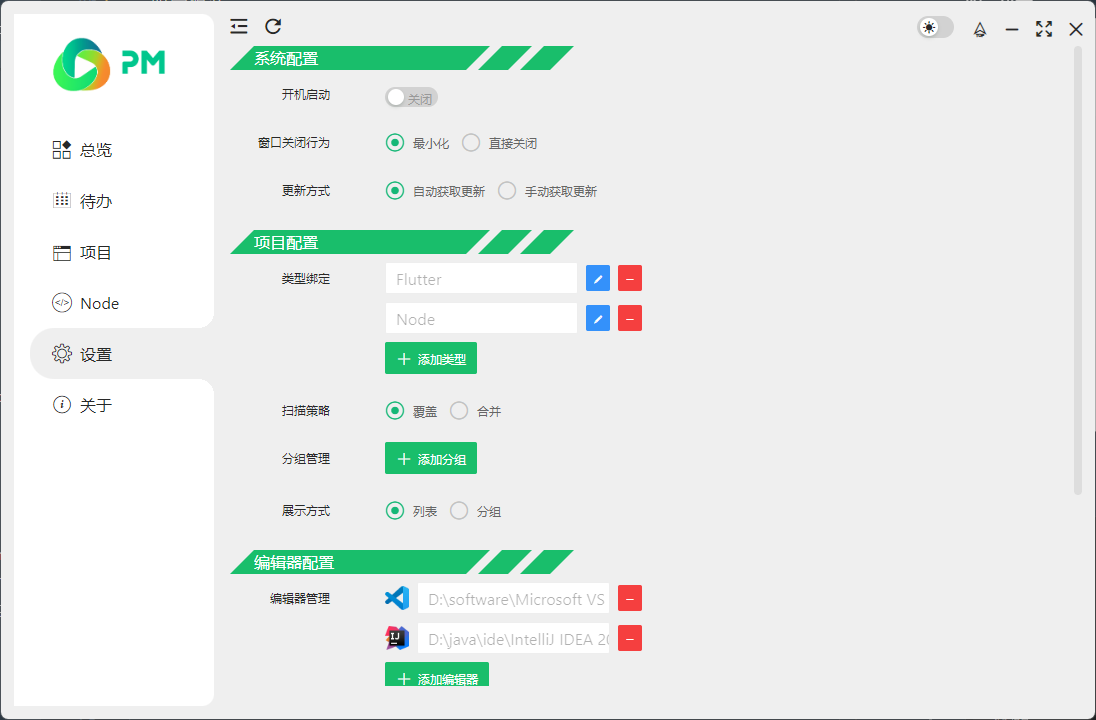 PM
总览
待办
项目
Node
设置
关于
系统配置
开机启动 关闭
窗口关闭行为 最小化 直接关闭
更新方式 自动获取更新 手动获取更新
项目配置
类型绑定 Flutter
Node
添加类型
扫描策略 覆盖 合并
分组管理 添加分组
展示方式 列表 分组
编辑器配置
编辑器管理 D:\software\Microsoft VS
IJ D:\java\ide\IntelliJ IDEA 20
添加编辑器